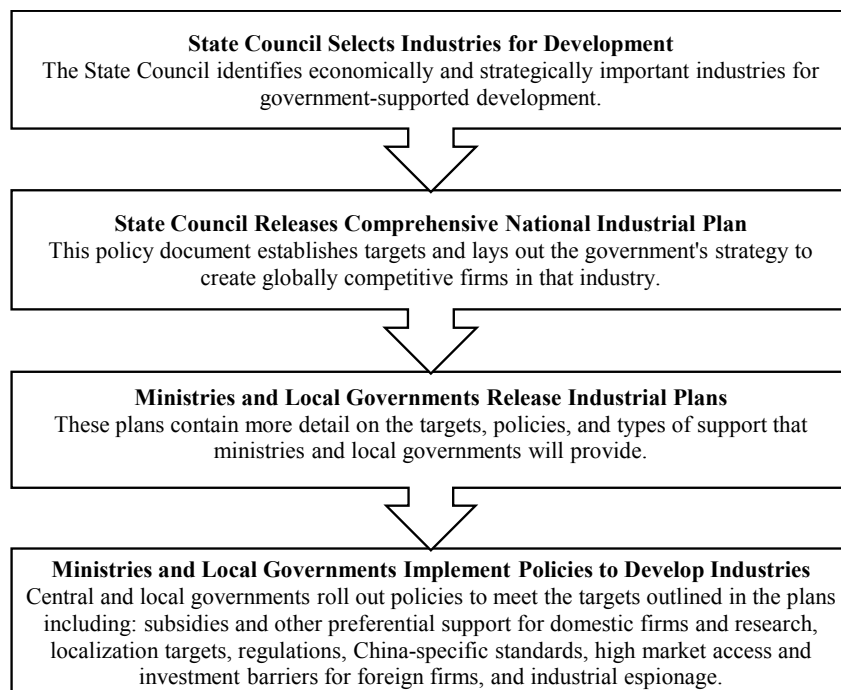 State Council Selects Industries for Development
The State Council identifies economically and strategically important industries for
government-supported development.
State Council Releases Comprehensive National Industrial Plan
This policy document establishes targets and lays out the government's strategy to
create globally competitive firms in that industry.
Ministries and Local Governments Release Industrial Plans
These plans contain more detail on the targets, policies, and types of support that
ministries and local governments will provide.
Ministries and Local Governments Implement Policies to Develop Industries
Central and local governments roll out policies to meet the targets outlined in the plans
including: subsidies and other preferential support for domestic firms and research,
localization targets, regulations, China-specific standards, high market access and
investment barriers for foreign firms, and industrial espionage.